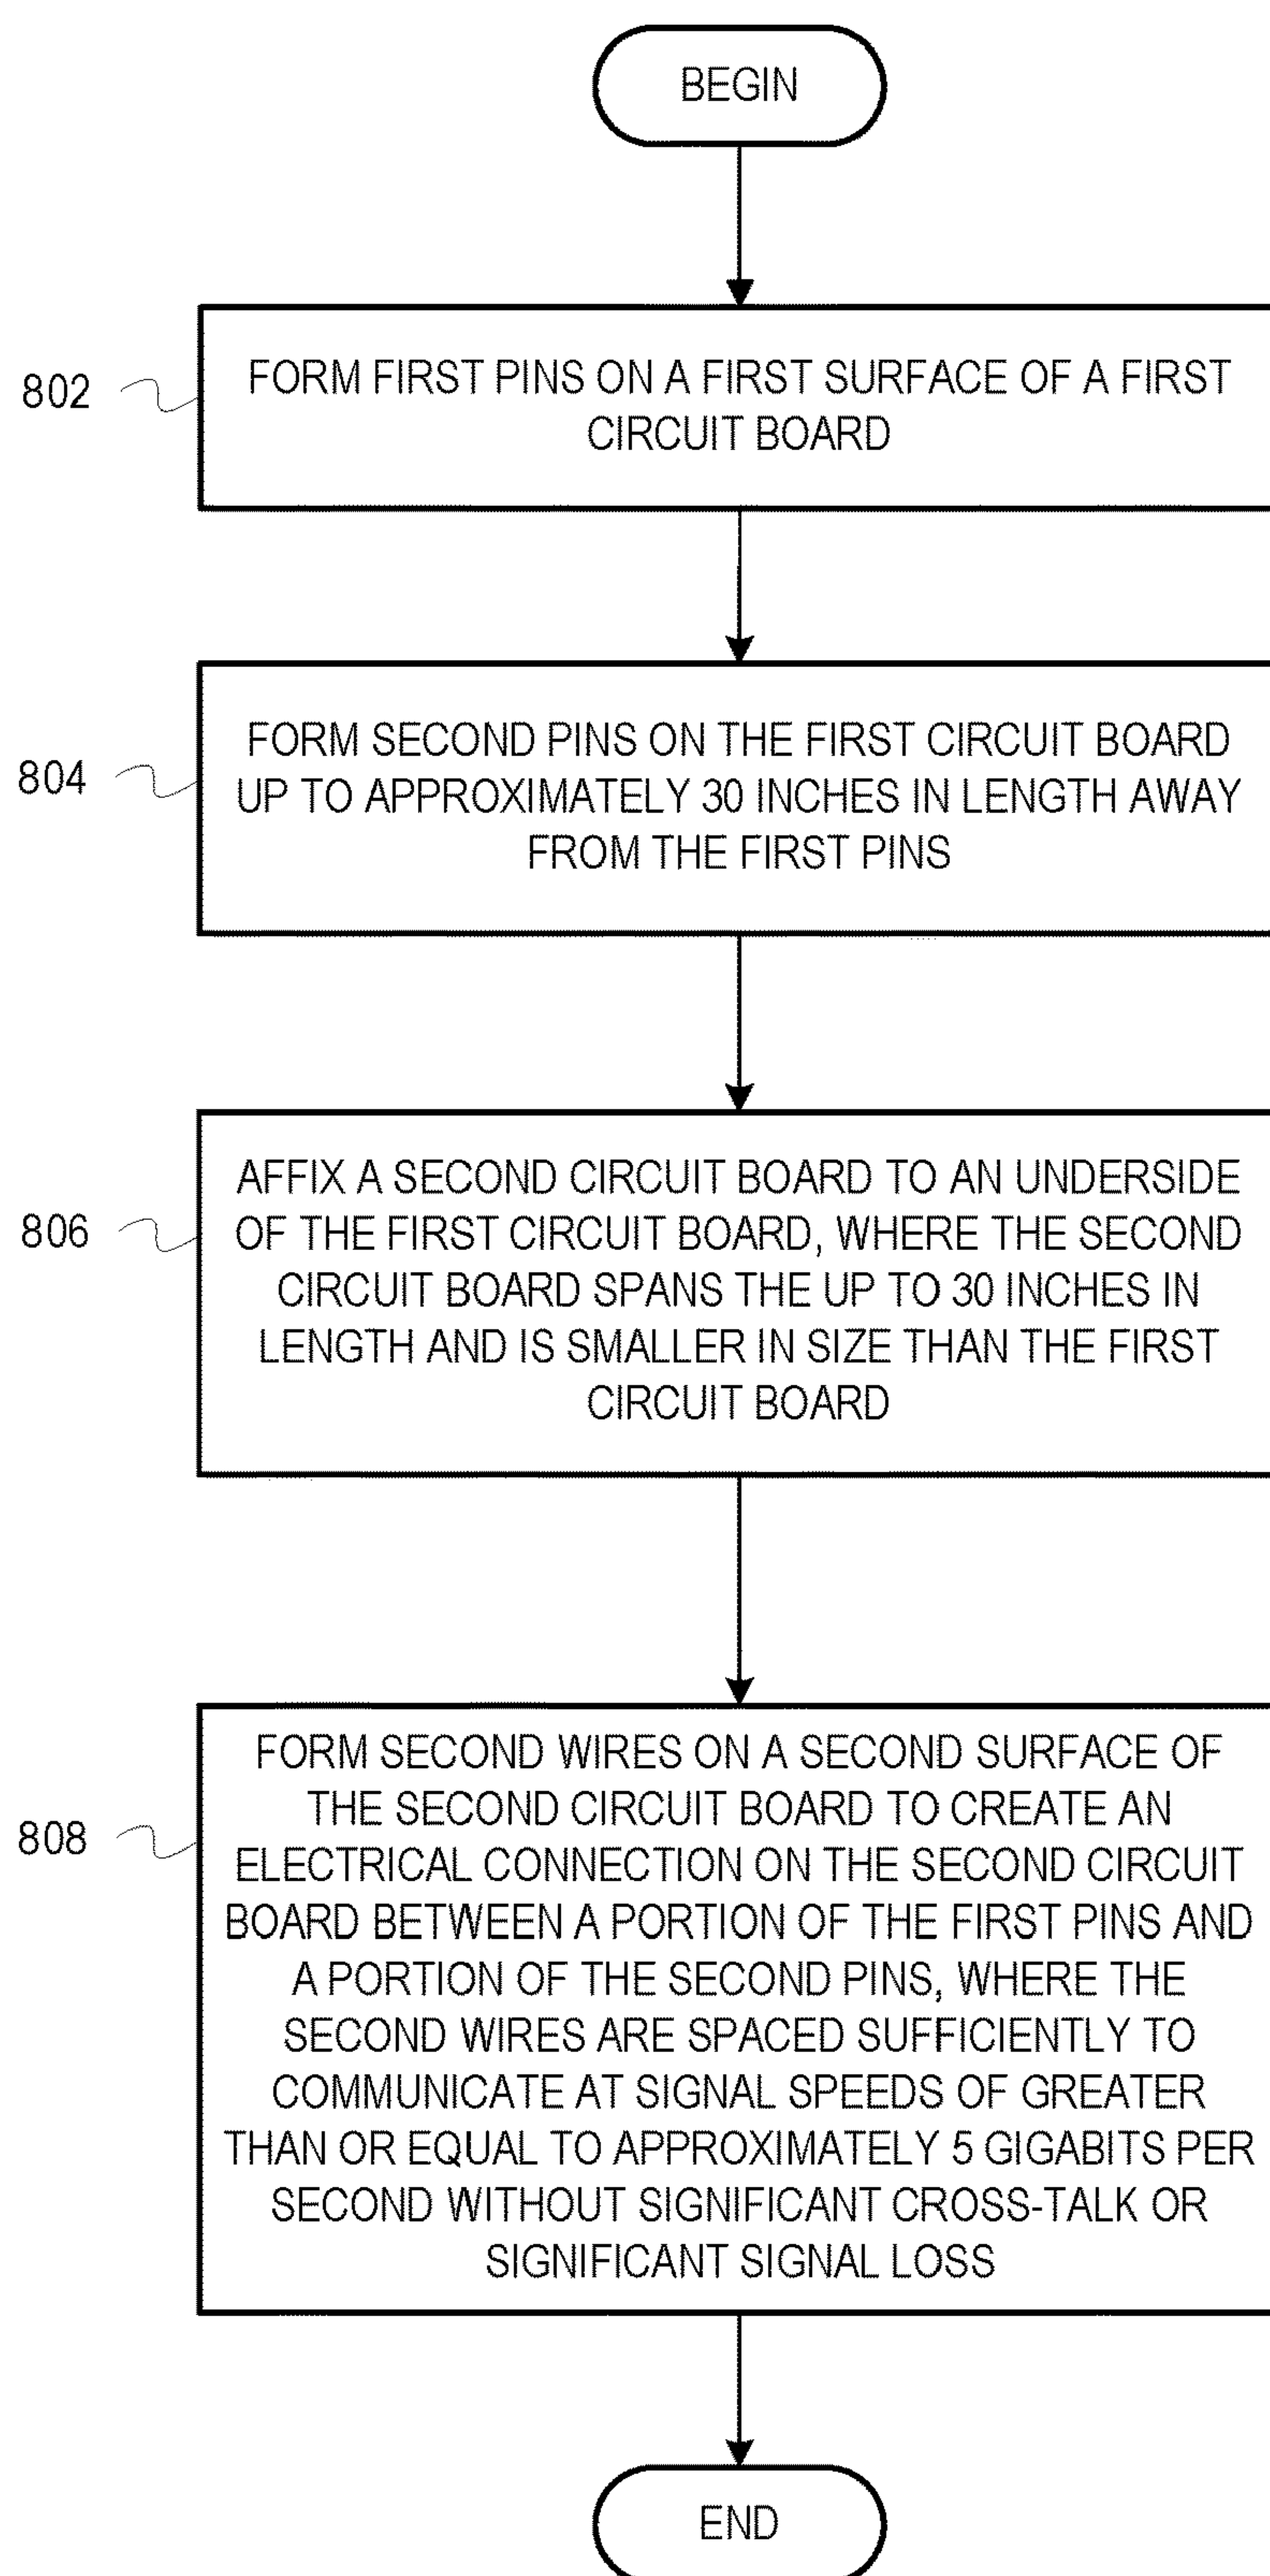 BEGIN
802
FORM FIRST PINS ON A FIRST SURFACE OF A FIRST
CIRCUIT BOARD
804
FORM SECOND PINS ON THE FIRST CIRCUIT BOARD
UP TO APPROXIMATELY 30 INCHES IN LENGTH AWAY
FROM THE FIRST PINS
806
AFFIX A SECOND CIRCUIT BOARD TO AN UNDERSIDE
OF THE FIRST CIRCUIT BOARD, WHERE THE SECOND
CIRCUIT BOARD SPANS THE UP TO 30 INCHES IN
LENGTH AND IS SMALLER IN SIZE THAN THE FIRST
CIRCUIT BOARD
808
FORM SECOND WIRES ON A SECOND SURFACE OF
THE SECOND CIRCUIT BOARD TO CREATE AN
ELECTRICAL CONNECTION ON THE SECOND CIRCUIT
BOARD BETWEEN A PORTION OF THE FIRST PINS AND
A PORTION OF THE SECOND PINS, WHERE THE
SECOND WIRES ARE SPACED SUFFICIENTLY TO
COMMUNICATE AT SIGNAL SPEEDS OF GREATER
THAN OR EQUAL TO APPROXIMATELY 5 GIGABITS PER
SECOND WITHOUT SIGNIFICANT CROSS-TALK OR
SIGNIFICANT SIGNAL LOSS
END